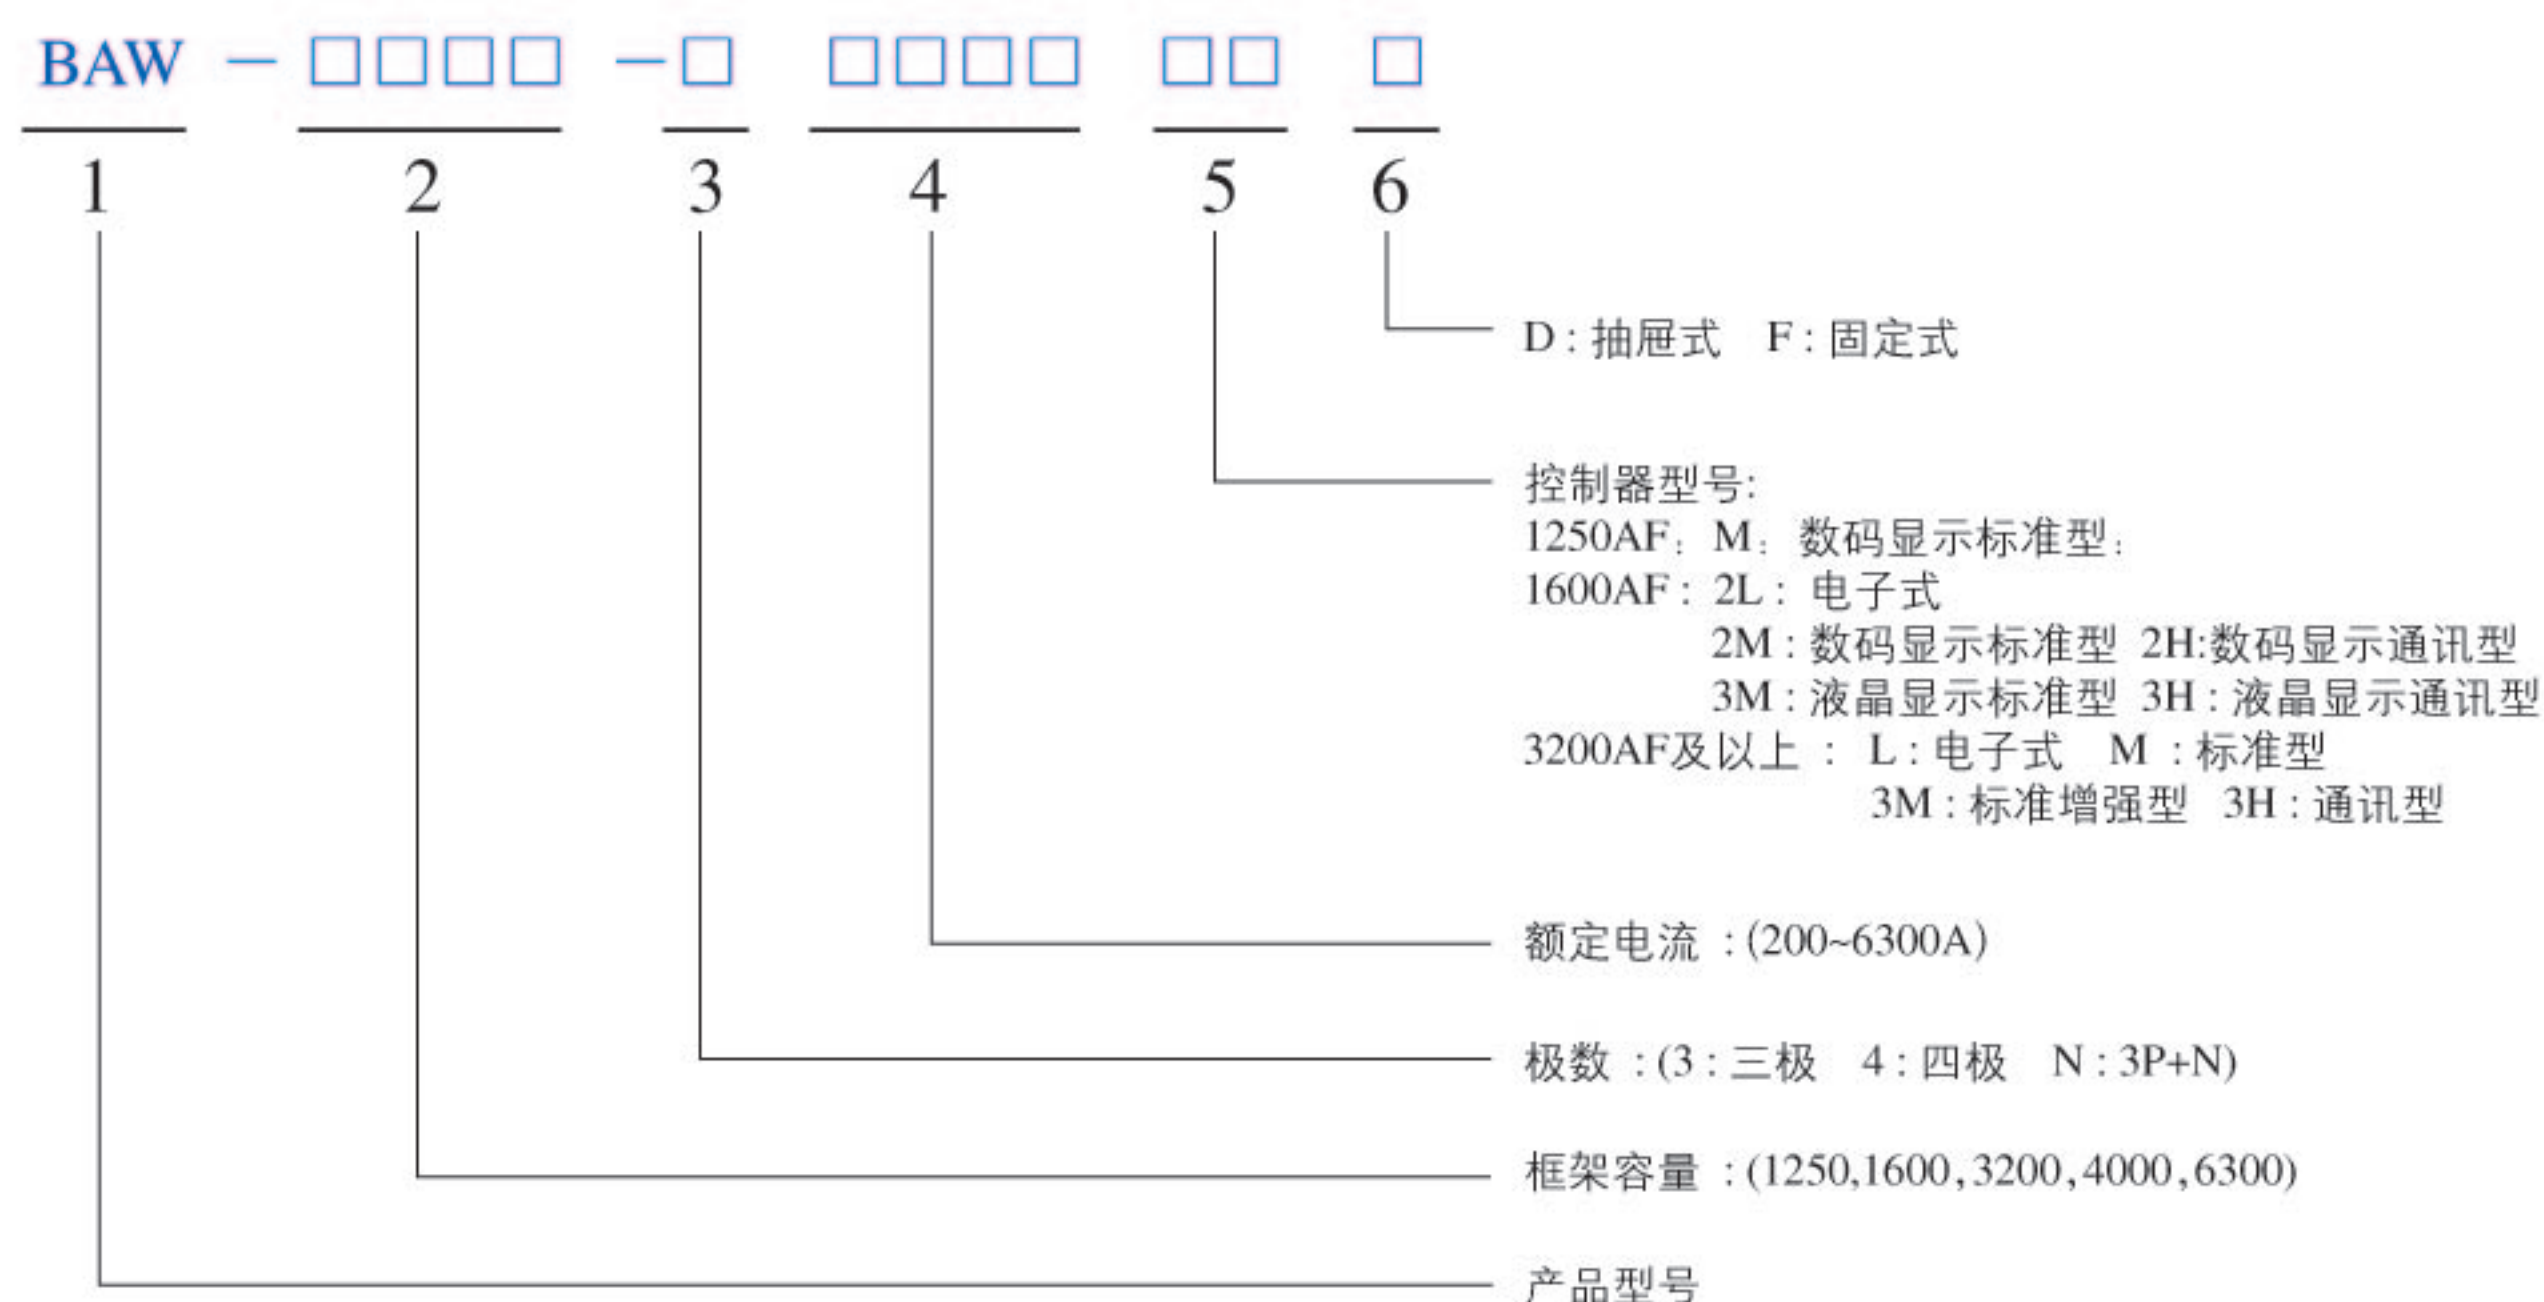 BAW -□□□□ -□ □□□□ □□ □
1 2 3 4 5 6
D : 抽屉式 F : 固定式
控制器型号:
1250AF: M: 数码显示标准型:
1600AF : 2L : 电子式
2M : 数码显示标准型 2H:数码显示通讯型
3M : 液晶显示标准型 3H : 液晶显示通讯型
3200AF及以上 : L : 电子式 M : 标准型
3M : 标准增强型 3H : 通讯型
额定电流 : (200~6300A)
极数 : (3 : 三极 4 : 四极 N : 3P+N)
框架容量 : (1250,1600,3200,4000,6300)
产品型号